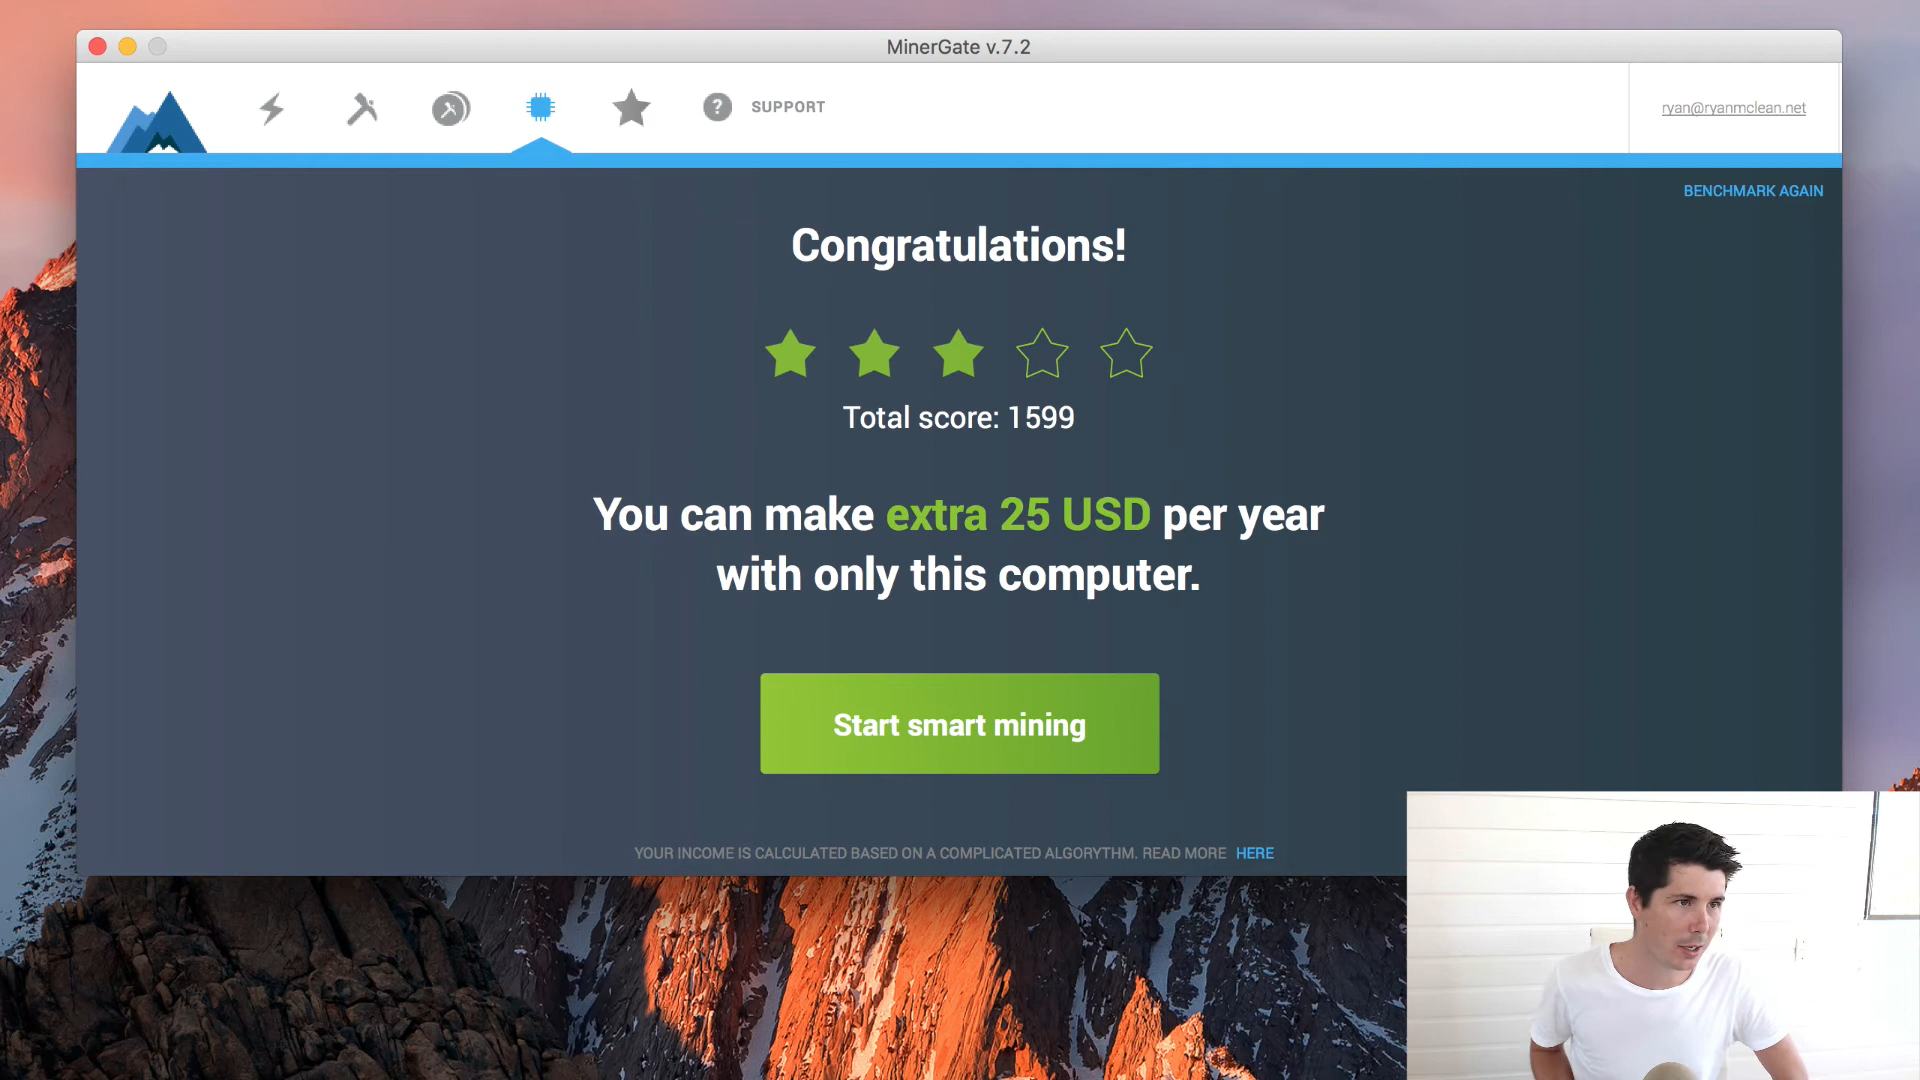 MinerGate v.7.2
? SUPPORT
ryan@ryanmclean.net
BENCHMARK AGAIN
Congratulations!
Total score: 1599
You can make extra 25 USD per year
with only this computer.
Start smart mining
YOUR INCOME IS CALCULATED BASED ON A COMPLICATED ALGORYTHM. READ MORE HERE